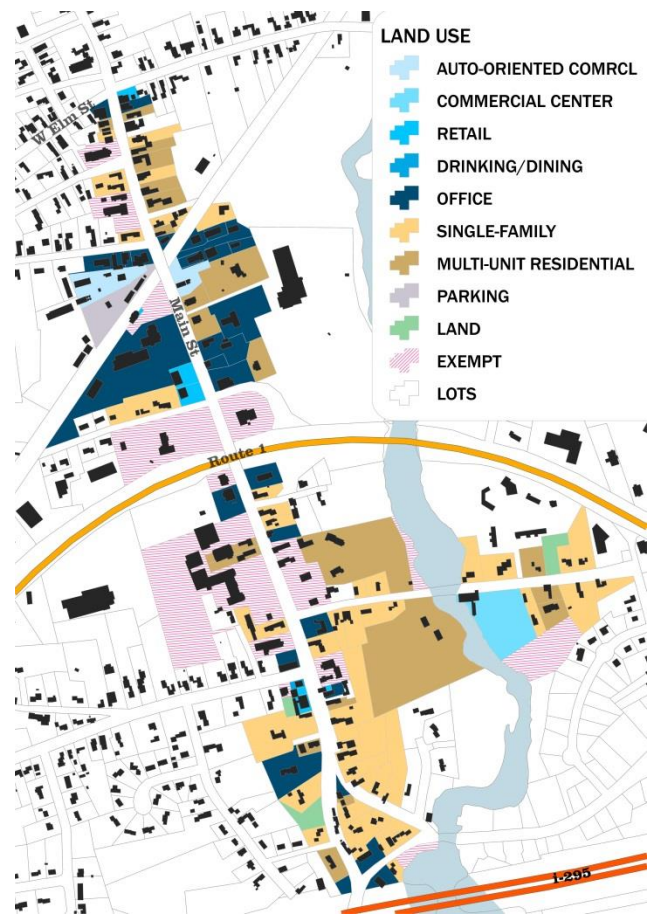 LAND USE
AUTO-ORIENTED COMRCL
COMMERCIAL CENTER
RETAIL
DRINKING/DINING
OFFICE
SINGLE-FAMILY
MULTI-UNIT RESIDENTIAL
PARKING
LAND
EXEMPT
LOTS
W Elm St
Main St
Route 1
i-295